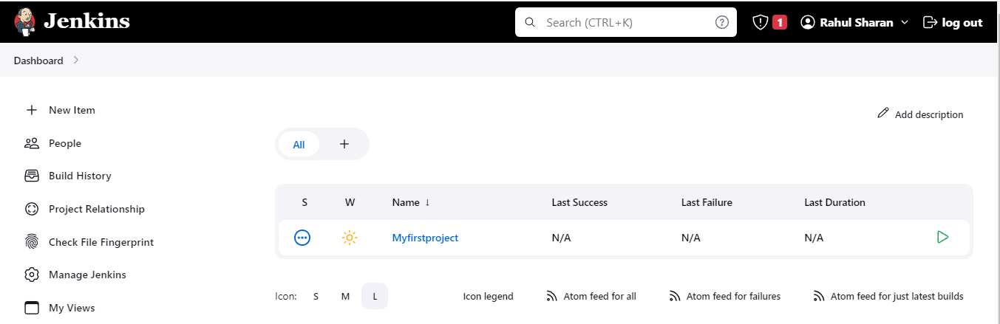 Jenkins
Search (CTRL+K)
1
Rahul Sharan
log out
Dashboard
New Item
People
Build History
Project Relationship
Check File Fingerprint
Manage Jenkins
My Views
Add description
All +
S W Name ↓ Last Success Last Failure Last Duration
Myfirstproject N/A N/A N/A
Icon: S M L
Icon legend
Atom feed for all
Atom feed for failures
Atom feed for just latest builds